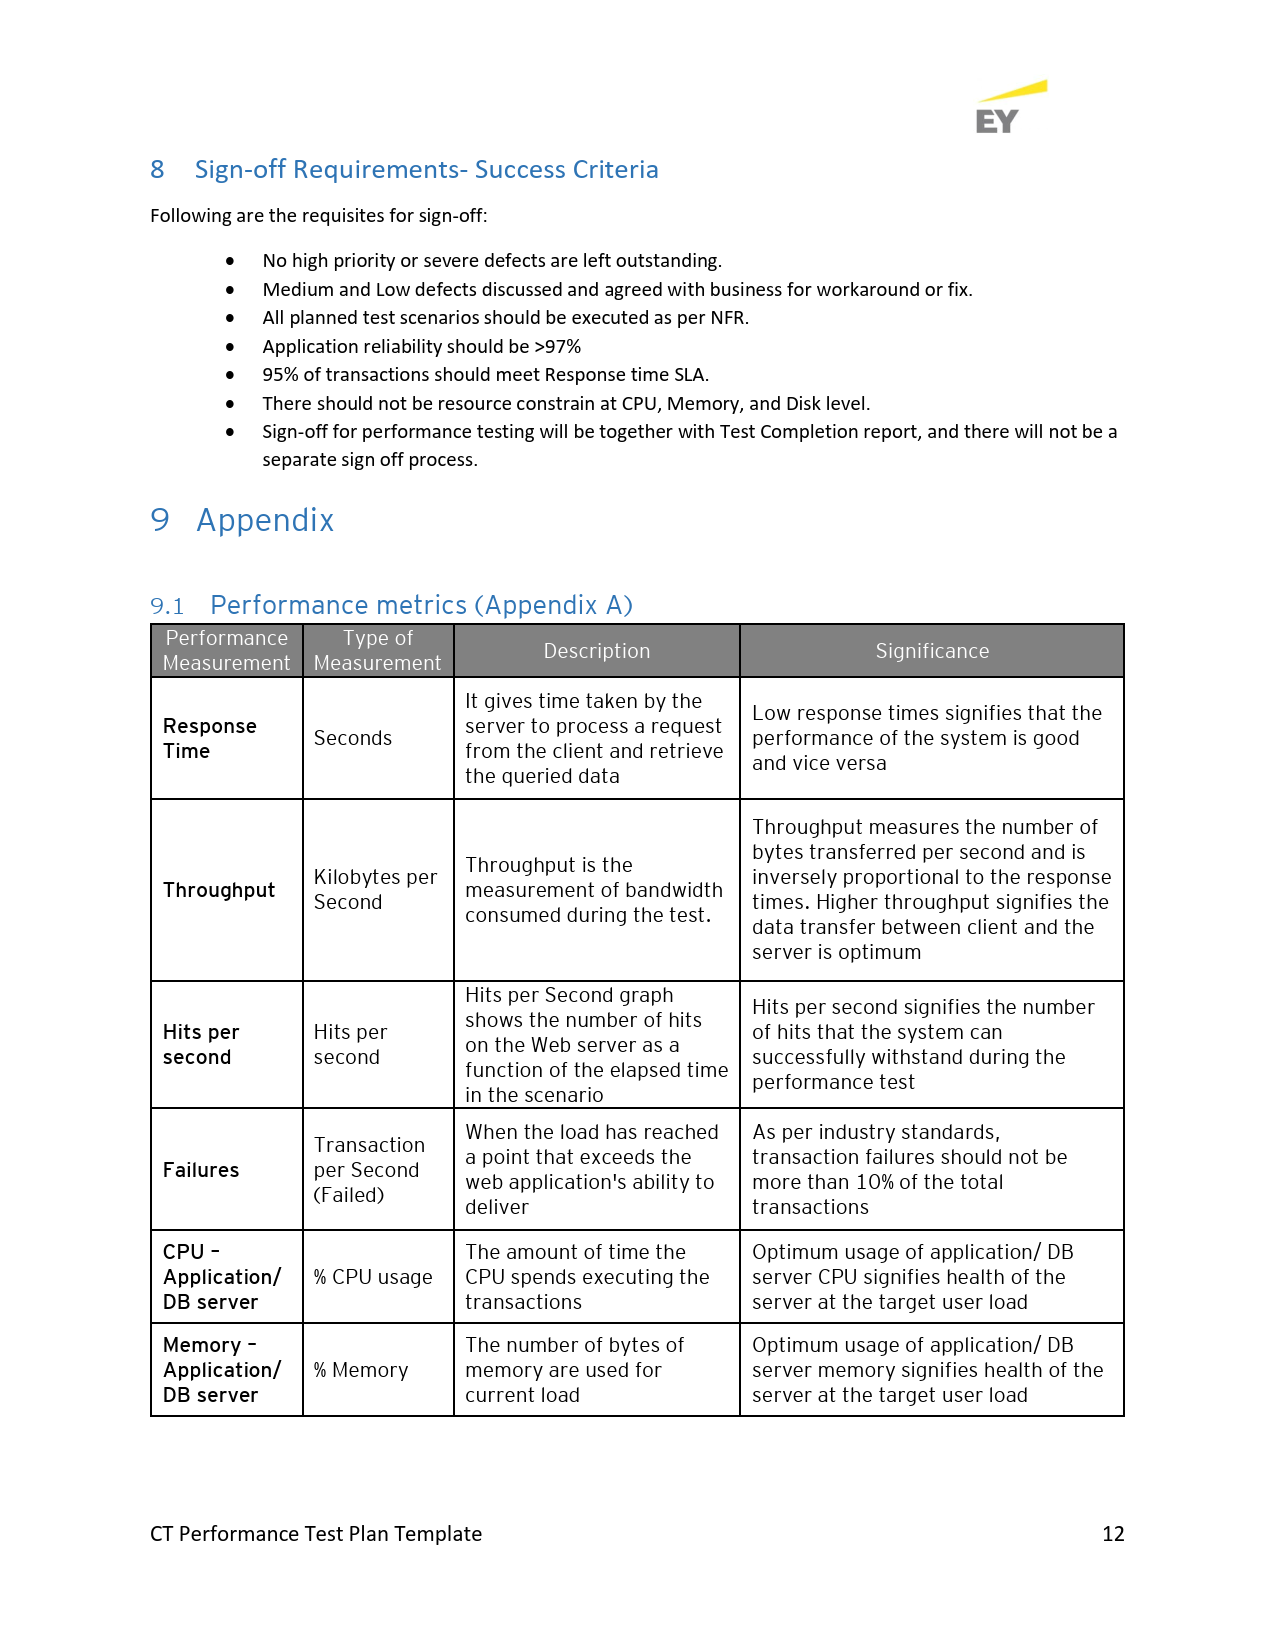 EY
8 Sign-off Requirements- Success Criteria
Following are the requisites for sign-off:
• No high priority or severe defects are left outstanding.
• Medium and Low defects discussed and agreed with business for workaround or fix.
• All planned test scenarios should be executed as per NFR.
• Application reliability should be >97%
• 95% of transactions should meet Response time SLA.
• There should not be resource constrain at CPU, Memory, and Disk level.
• Sign-off for performance testing will be together with Test Completion report, and there will not be a
separate sign off process.
9 Appendix
9.1 Performance metrics (Appendix A)
Performance
Measurement
Type of
Measurement
Description
Significance
Response
Time
Seconds
It gives time taken by the
server to process a request
from the client and retrieve
the queried data
Low response times signifies that the
performance of the system is good
and vice versa
Throughput
Kilobytes per
Second
Throughput is the
measurement of bandwidth
consumed during the test.
Throughput measures the number of
bytes transferred per second and is
inversely proportional to the response
times. Higher throughput signifies the
data transfer between client and the
server is optimum
Hits per
second
Hits per
second
Hits per Second graph
shows the number of hits
on the Web server as a
function of the elapsed time
in the scenario
Hits per second signifies the number
of hits that the system can
successfully withstand during the
performance test
Failures
Transaction
per Second
(Failed)
When the load has reached
a point that exceeds the
web application's ability to
deliver
As per industry standards,
transaction failures should not be
more than 10% of the total
transactions
CPU –
Application/
DB server
% CPU usage
The amount of time the
CPU spends executing the
transactions
Optimum usage of application/ DB
server CPU signifies health of the
server at the target user load
Memory –
Application/
DB server
% Memory
The number of bytes of
memory are used for
current load
Optimum usage of application/ DB
server memory signifies health of the
server at the target user load
CT Performance Test Plan Template
12